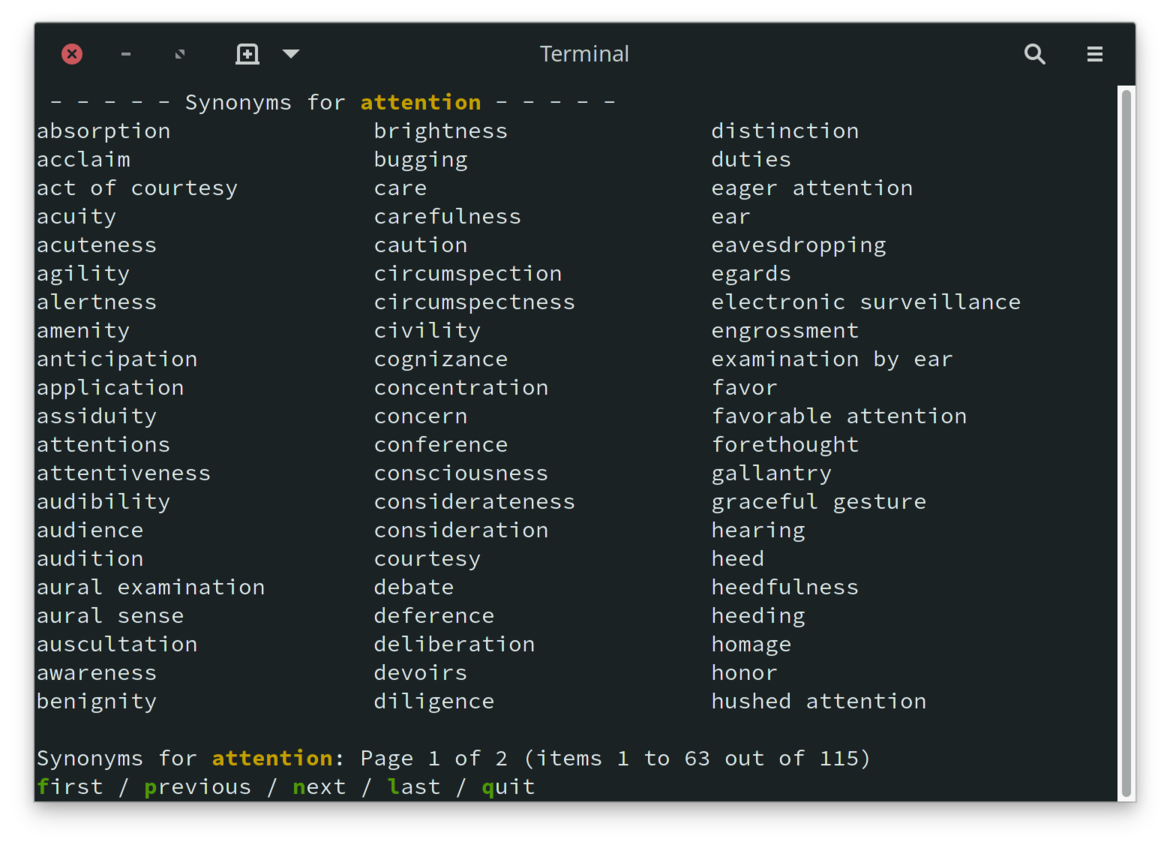 Terminal
- - - - - Synonyms for attention - - - - -
absorption brightness distinction
acclaim bugging duties
act of courtesy care eager attention
acuity carefulness ear
acuteness caution eavesdropping
agility circumspection egards
alertness circumspectness electronic surveillance
amenity civility engrossment
anticipation cognizance examination by ear
application concentration favor
assiduity concern favorable attention
attentions conference forethought
attentiveness consciousness gallantry
audibility considerateness graceful gesture
audience consideration hearing
audition courtesy heed
aural examination debate heedfulness
aural sense deference heeding
auscultation deliberation homage
awareness devoirs honor
benignity diligence hushed attention
Synonyms for attention: Page 1 of 2 (items 1 to 63 out of 115)
first / previous / next / last / quit